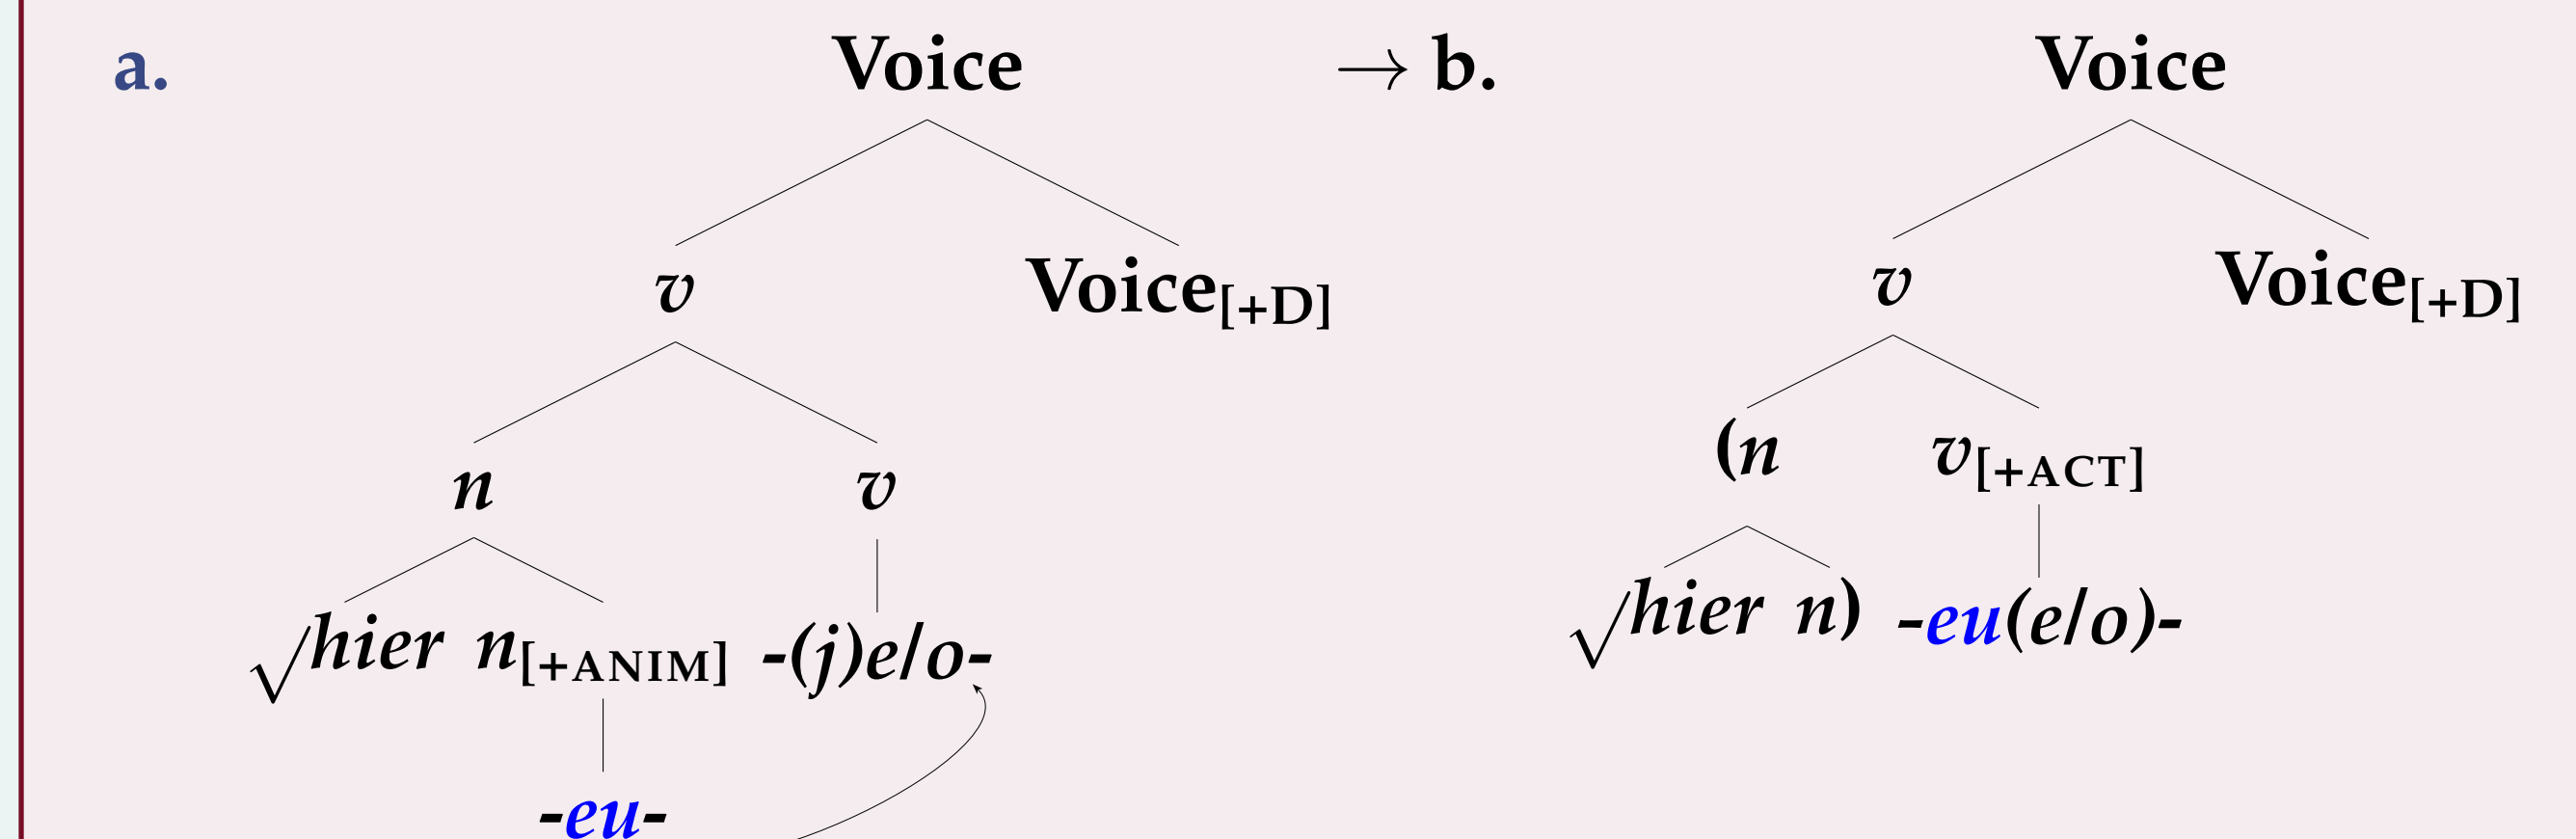 a. Voice → b. Voice
v Voice[+D] v Voice[+D]
n v (n v[+ACT]
√hier n[+ANIM] -(j)e/o- √hier n) -eu(e/o)-
-eu-